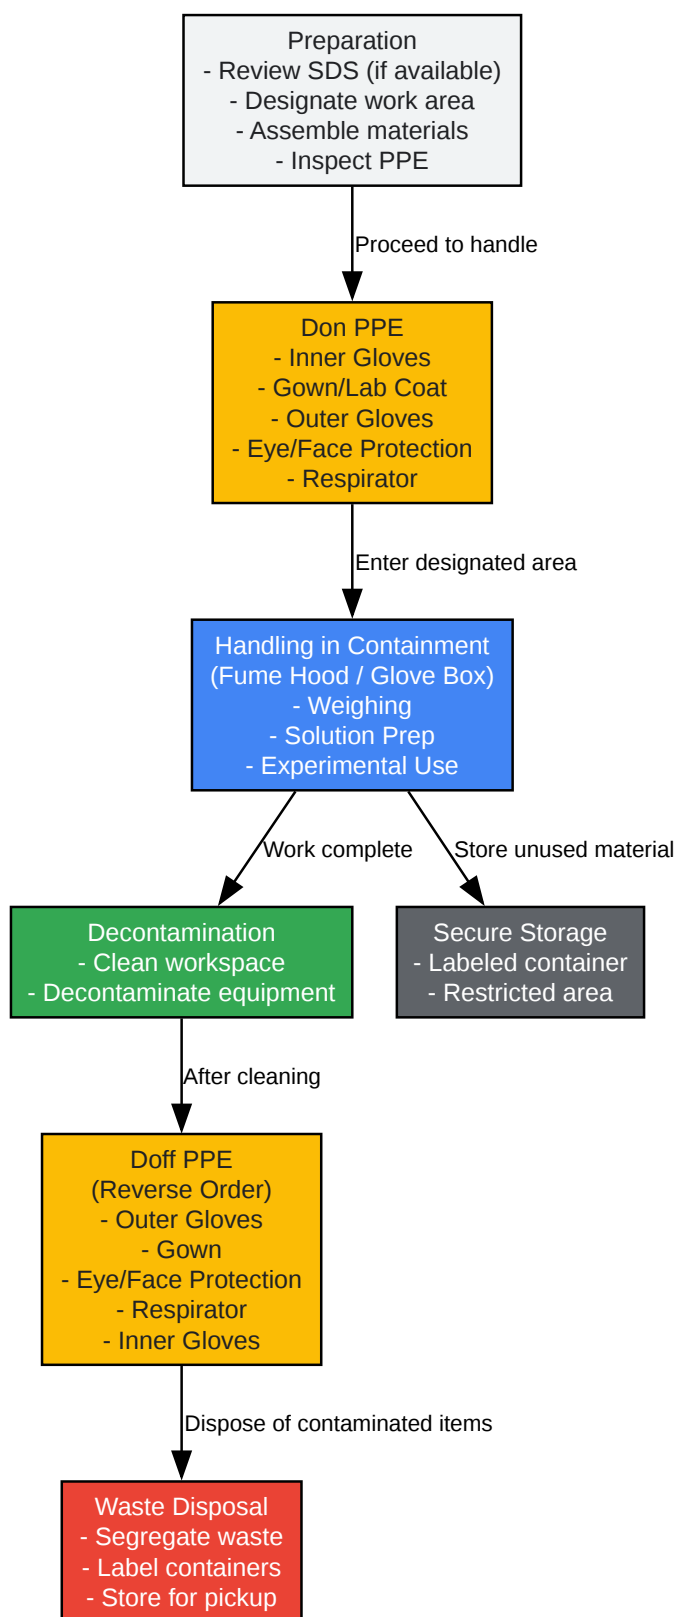 Preparation
- Review SDS (if available)
- Designate work area
- Assemble materials
- Inspect PPE
Proceed to handle
Don PPE
- Inner Gloves
- Gown/Lab Coat
- Outer Gloves
- Eye/Face Protection
- Respirator
Enter designated area
Handling in Containment
(Fume Hood / Glove Box)
- Weighing
- Solution Prep
- Experimental Use
Work complete
Store unused material
Decontamination
- Clean workspace
- Decontaminate equipment
Secure Storage
- Labeled container
- Restricted area
After cleaning
Doff PPE
(Reverse Order)
- Outer Gloves
- Gown
- Eye/Face Protection
- Respirator
- Inner Gloves
Dispose of contaminated items
Waste Disposal
- Segregate waste
- Label containers
- Store for pickup